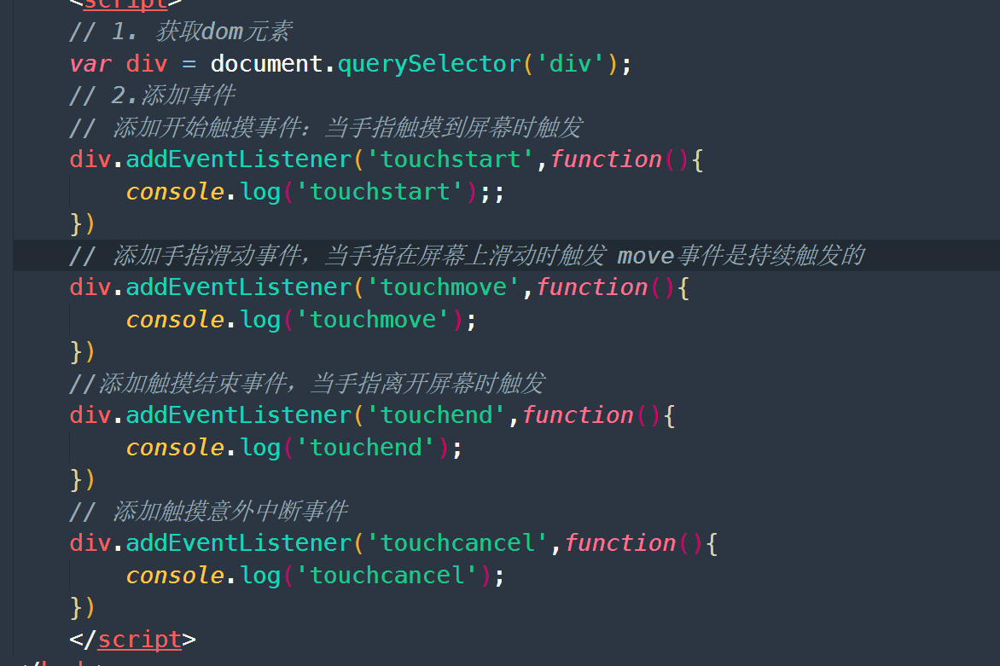 <script>
// 1. 获取dom元素
var div = document.querySelector('div');
// 2.添加事件
// 添加开始触摸事件：当手指触摸到屏幕时触发
div.addEventListener('touchstart',function(){
    console.log('touchstart');;
})
// 添加手指滑动事件，当手指在屏幕上滑动时触发 move事件是持续触发的
div.addEventListener('touchmove',function(){
    console.log('touchmove');
})
//添加触摸结束事件，当手指离开屏幕时触发
div.addEventListener('touchend',function(){
    console.log('touchend');
})
// 添加触摸意外中断事件
div.addEventListener('touchcancel',function(){
    console.log('touchcancel');
})
</script>